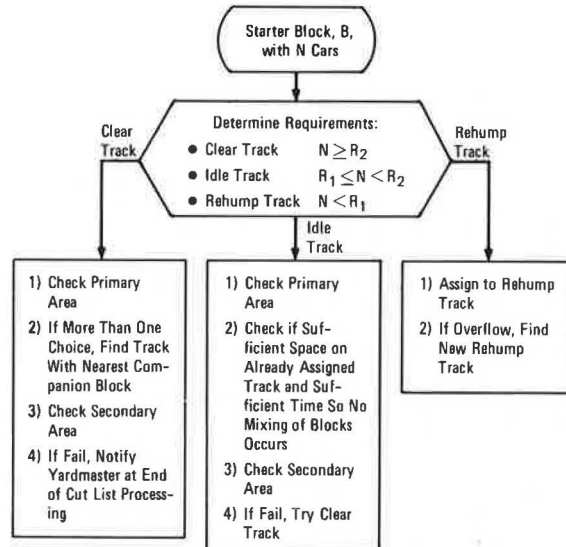 Starter Block, B,
with N Cars
Determine Requirements:
● Clear Track N ≥ R₂
● Idle Track R₁ ≤ N < R₂
● Rehump Track N < R₁
Clear
Track
Rehump
Track
Idle
Track
1) Check Primary
Area
2) If More Than One
Choice, Find Track
With Nearest Com-
panion Block
3) Check Secondary
Area
4) If Fail, Notify
Yardmaster at End
of Cut List Process-
ing
1) Check Primary
Area
2) Check if Suf-
ficient Space on
Already Assigned
Track and Suf-
ficient Time So No
Mixing of Blocks
Occurs
3) Check Secondary
Area
4) If Fail, Try Clear
Track
1) Assign to Rehump
Track
2) If Overflow, Find
New Rehump
Track